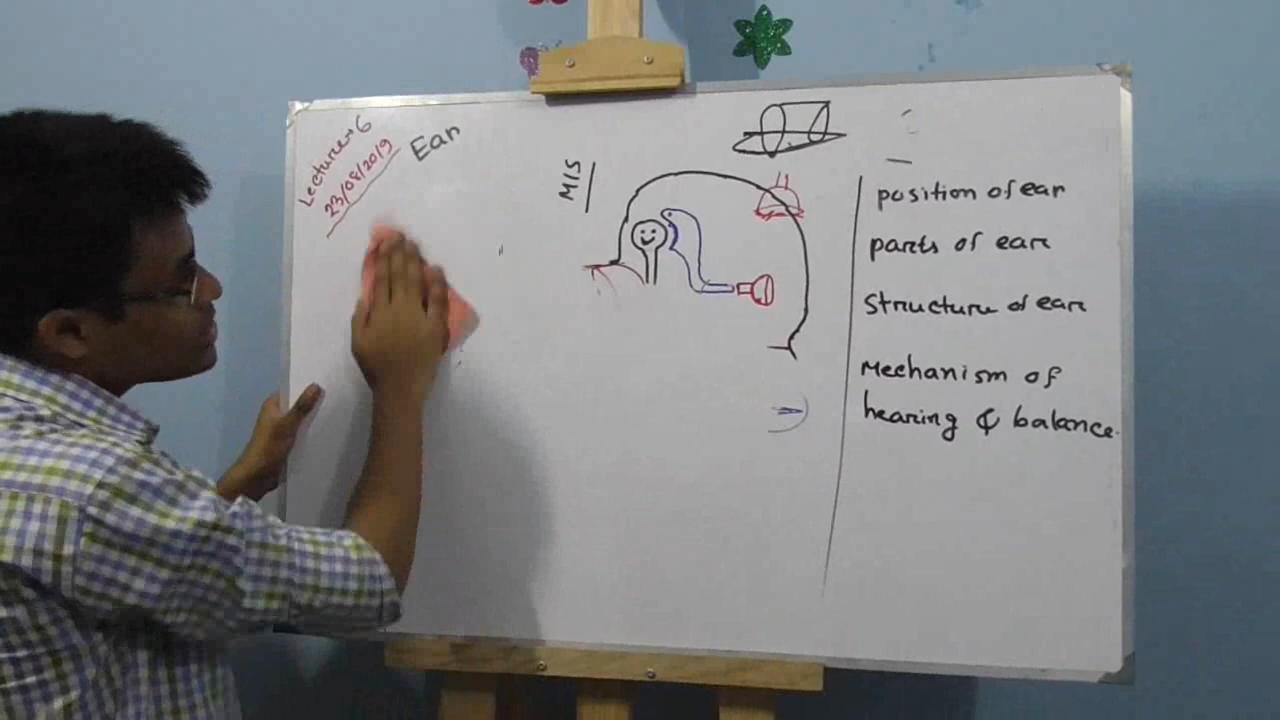 Lecture → 6
23/08/2019
Ear
M/S
position of ear
parts of ear
structure of ear
Mechanism of
hearing & balance.